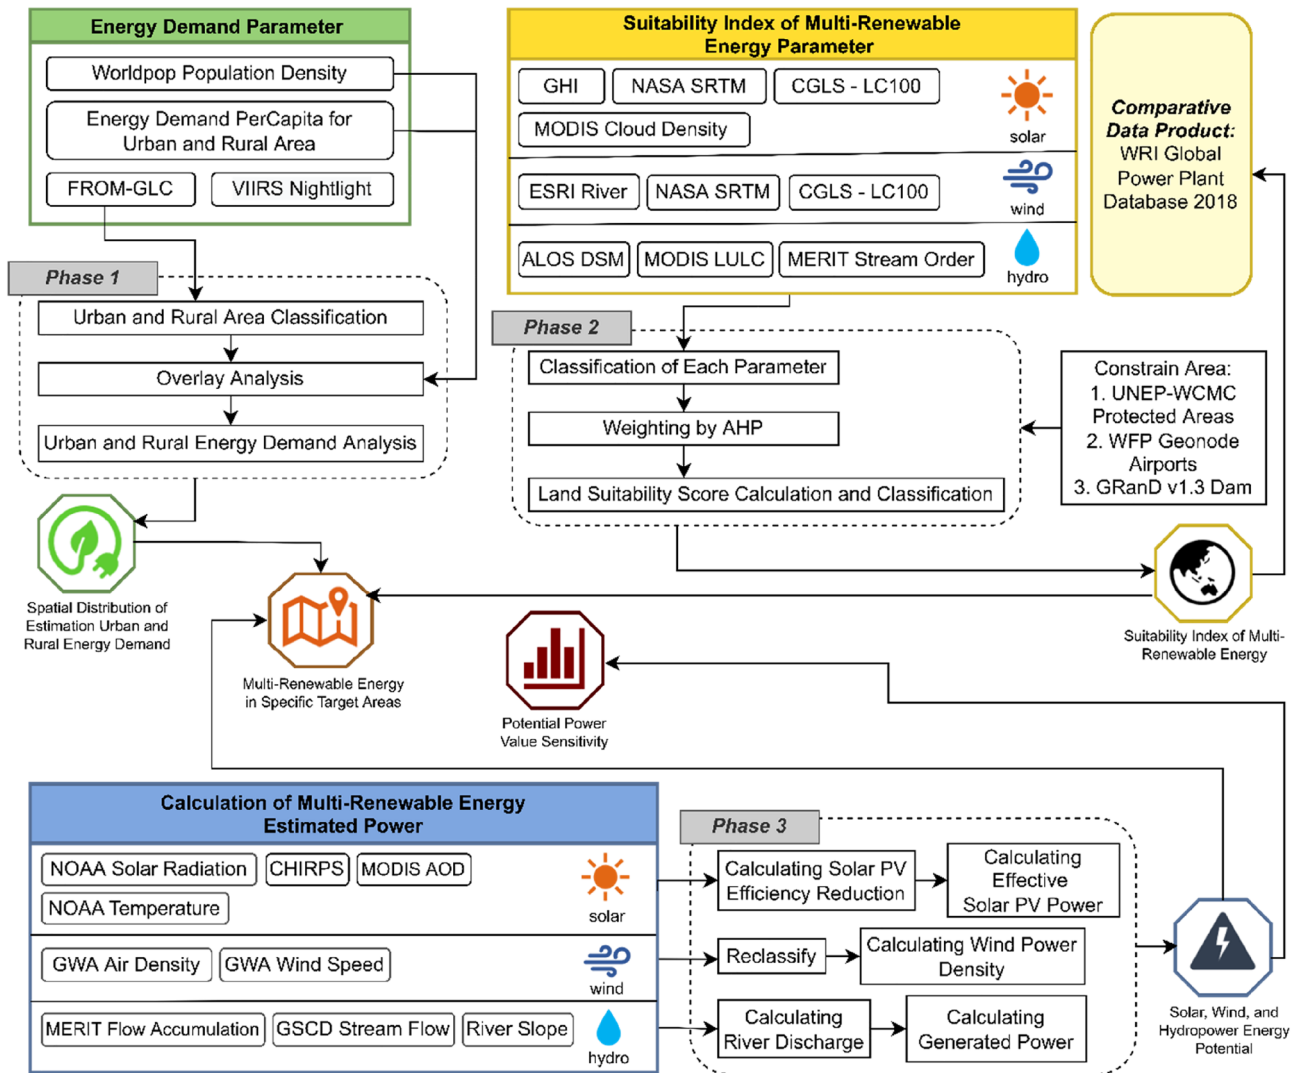 Energy Demand Parameter
Worldpop Population Density
Energy Demand PerCapita for
Urban and Rural Area
FROM-GLC
VIIRS Nightlight
Suitability Index of Multi-Renewable
Energy Parameter
GHI
NASA SRTM
CGLS - LC100
MODIS Cloud Density
solar
ESRI River
NASA SRTM
CGLS - LC100
wind
ALOS DSM
MODIS LULC
MERIT Stream Order
hydro
Comparative
Data Product:
WRI Global
Power Plant
Database 2018
Phase 1
Urban and Rural Area Classification
Overlay Analysis
Urban and Rural Energy Demand Analysis
Phase 2
Classification of Each Parameter
Weighting by AHP
Land Suitability Score Calculation and Classification
Constrain Area:
1. UNEP-WCMC
Protected Areas
2. WFP Geonode
Airports
3. GRanD v1.3 Dam
Spatial Distribution of
Estimation Urban and
Rural Energy Demand
Multi-Renewable Energy
in Specific Target Areas
Potential Power
Value Sensitivity
Suitability Index of Multi-
Renewable Energy
Calculation of Multi-Renewable Energy
Estimated Power
NOAA Solar Radiation
CHIRPS
MODIS AOD
NOAA Temperature
solar
GWA Air Density
GWA Wind Speed
wind
MERIT Flow Accumulation
GSCD Stream Flow
River Slope
hydro
Phase 3
Calculating Solar PV
Efficiency Reduction
Calculating
Effective
Solar PV Power
Reclassify
Calculating Wind Power
Density
Calculating
River Discharge
Calculating
Generated Power
Solar, Wind, and
Hydropower Energy
Potential